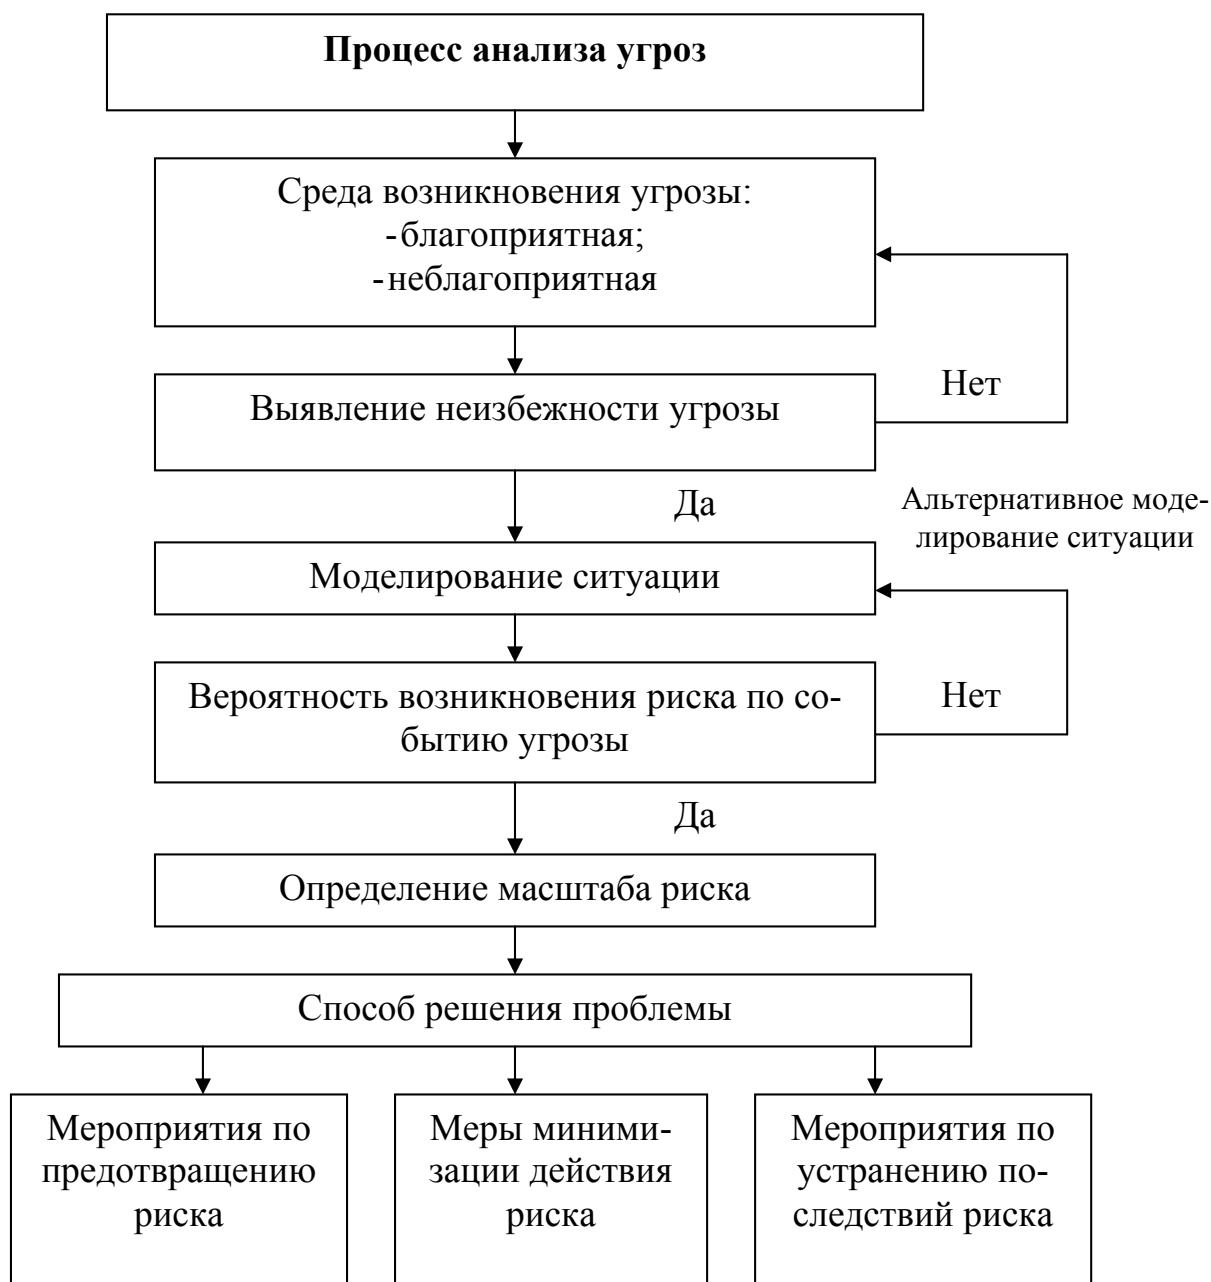 Процесс анализа угроз
Среда возникновения угрозы:
-благоприятная;
-неблагоприятная
Нет
Выявление неизбежности угрозы
Да
Альтернативное моде-
лирование ситуации
Моделирование ситуации
Вероятность возникновения риска по со-
бытию угрозы
Нет
Да
Определение масштаба риска
Способ решения проблемы
Мероприятия по
предотвращению
риска
Меры миними-
зации действия
риска
Мероприятия по
устранению по-
следствий риска